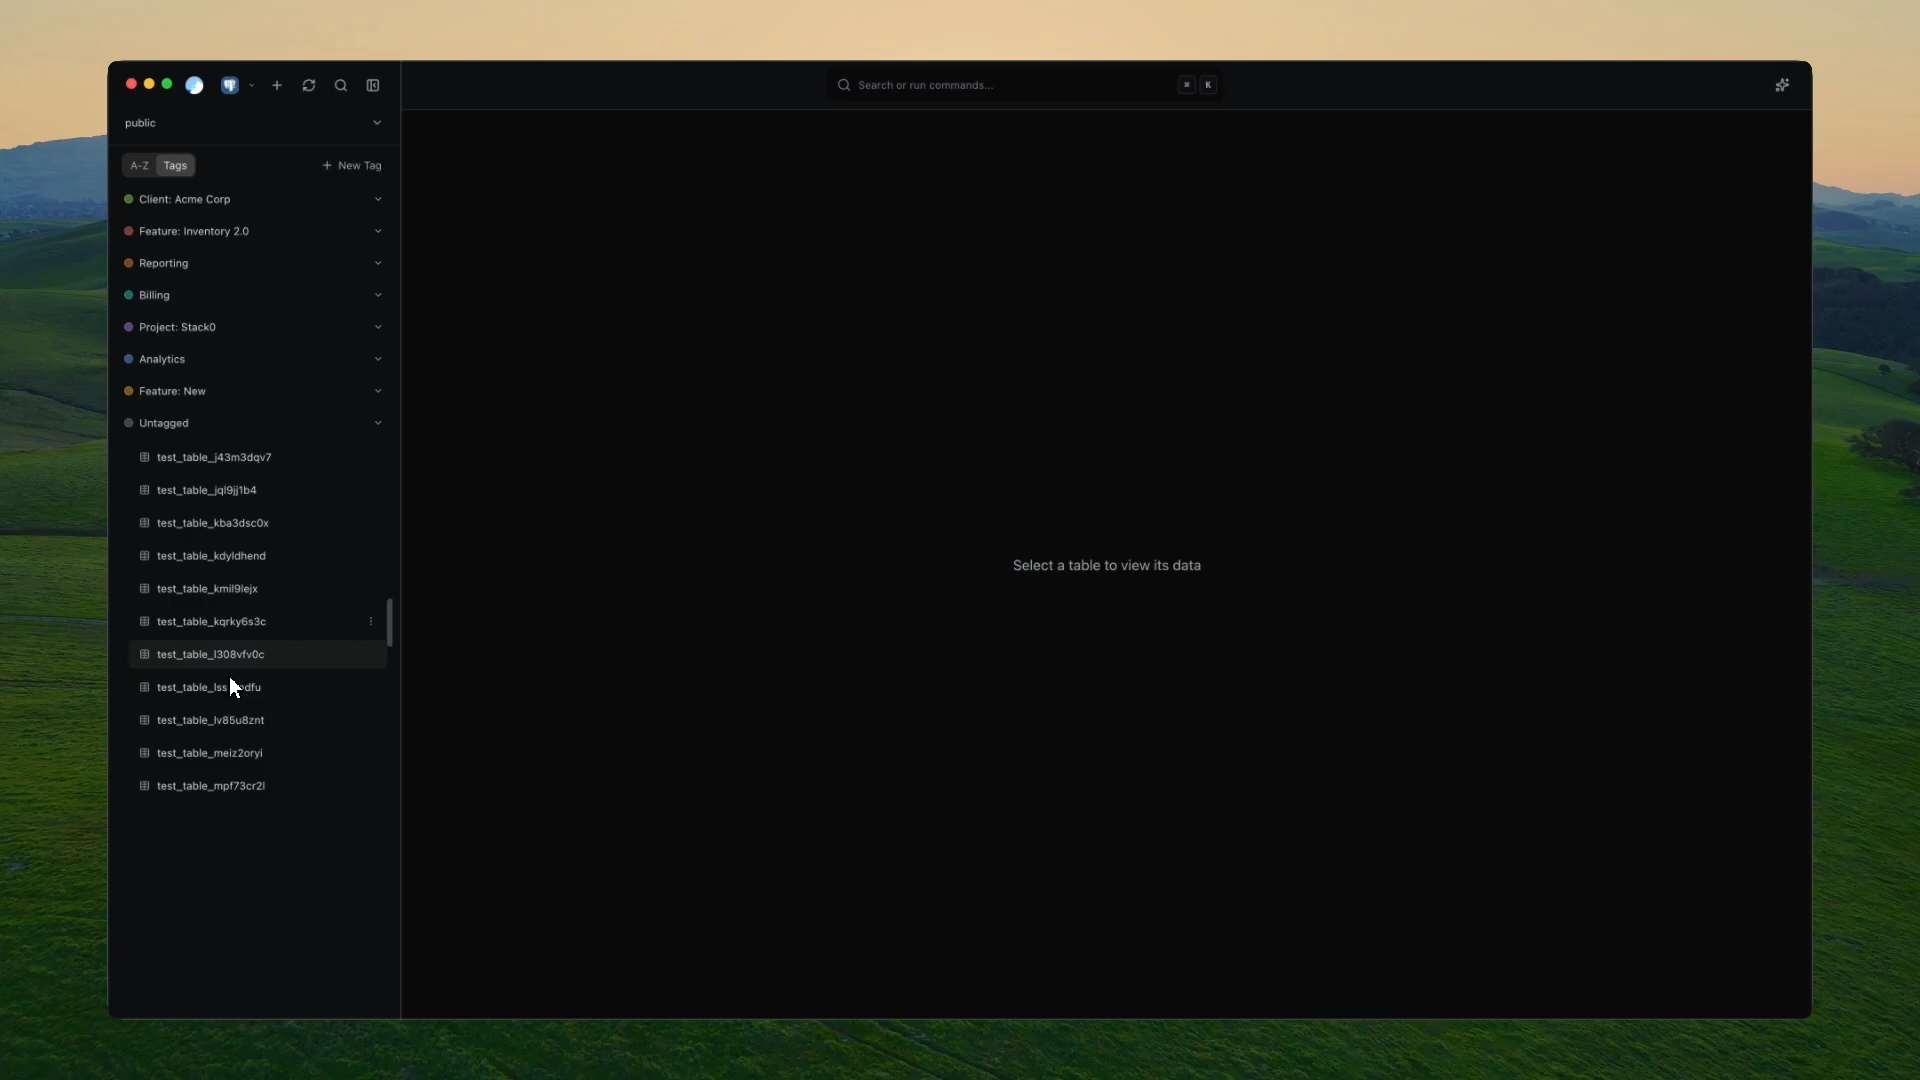 Search or run commands...
⌘ K
public
A-Z Tags + New Tag
Client: Acme Corp
Feature: Inventory 2.0
Reporting
Billing
Project: Stack0
Analytics
Feature: New
Untagged
test_table_j43m3dqv7
test_table_jql9jj1b4
test_table_kba3dsc0x
test_table_kdyldhend
test_table_kmil9lejx
test_table_kqrky6s3c
test_table_l308vfv0c
test_table_lv85u8znt
test_table_meiz2oryi
test_table_mpf73cr2l
Select a table to view its data